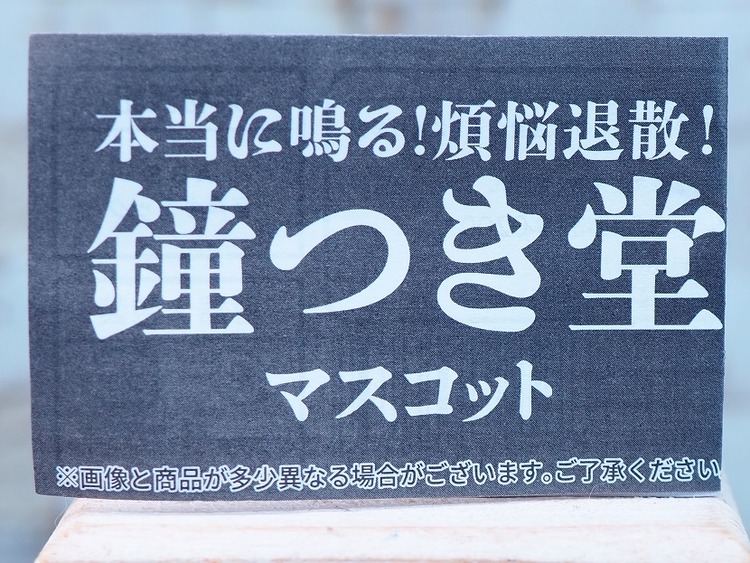 本当に鳴る!煩悩退散!
鐘つき堂
マスコット
※画像と商品が多少異なる場合がございます。ご了承ください